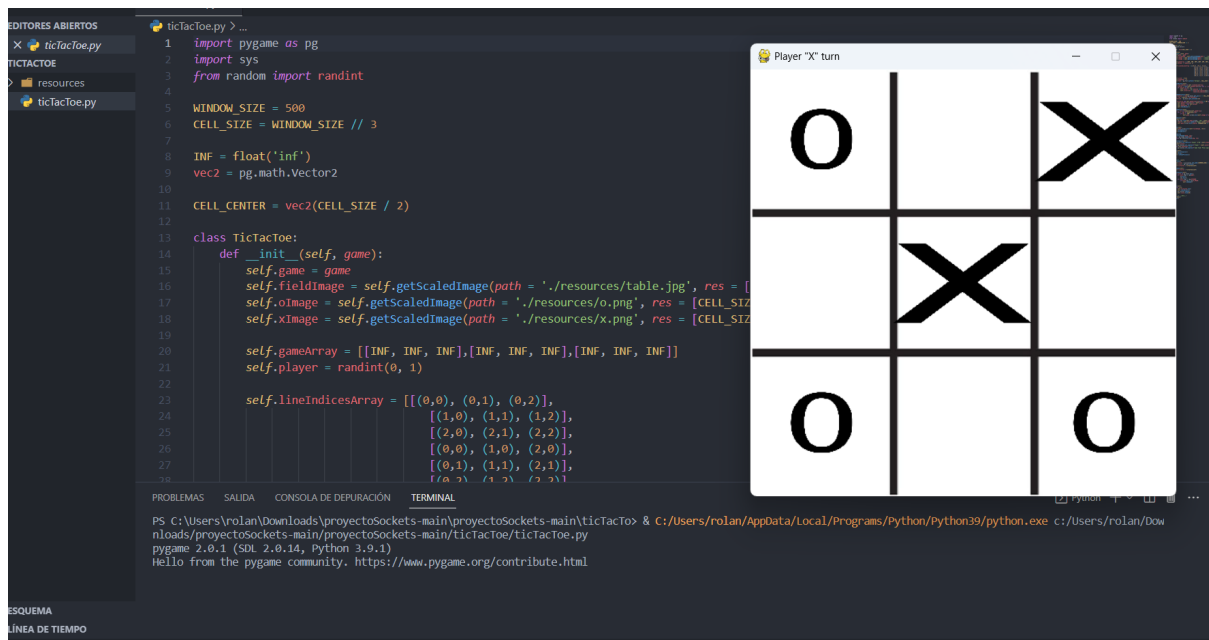 EDITORES ABIERTOS
ticTacToe.py
TICTACTOE
resources
ticTacToe.py
ticTacToe.py > ...
1 import pygame as pg
2 import sys
3 from random import randint
4
5 WINDOW_SIZE = 500
6 CELL_SIZE = WINDOW_SIZE // 3
7
8 INF = float('inf')
9 vec2 = pg.math.Vector2
10
11 CELL_CENTER = vec2(CELL_SIZE / 2)
12
13 class TicTacToe:
14 def __init__(self, game):
15 self.game = game
16 self.fieldImage = self.getScaledImage(path = './resources/table.jpg', res = [
17 self.oImage = self.getScaledImage(path = './resources/o.png', res = [CELL_SIZ
18 self.xImage = self.getScaledImage(path = './resources/x.png', res = [CELL_SIZ
19
20 self.gameArray = [[INF, INF, INF],[INF, INF, INF],[INF, INF, INF]]
21 self.player = randint(0, 1)
22
23 self.lineIndicesArray = [[(0,0), (0,1), (0,2)],
24 [(1,0), (1,1), (1,2)],
25 [(2,0), (2,1), (2,2)],
26 [(0,0), (1,0), (2,0)],
27 [(0,1), (1,1), (2,1)],
28 [(0,2), (1,2), (2,2)]
Player "X" turn
O X
X
O O
PROBLEMAS SALIDA CONSOLA DE DEPURACIÓN TERMINAL
Python
PS C:\Users\rolan\Downloads\proyectoSockets-main\proyectoSockets-main\ticTacTo> & C:/Users/rolan/AppData/Local/Programs/Python/Python39/python.exe c:/Users/rolan/Dow
nloads/proyectoSockets-main/proyectoSockets-main/ticTacToe/ticTacToe.py
pygame 2.0.1 (SDL 2.0.14, Python 3.9.1)
Hello from the pygame community. https://www.pygame.org/contribute.html
ESQUEMA
LÍNEA DE TIEMPO